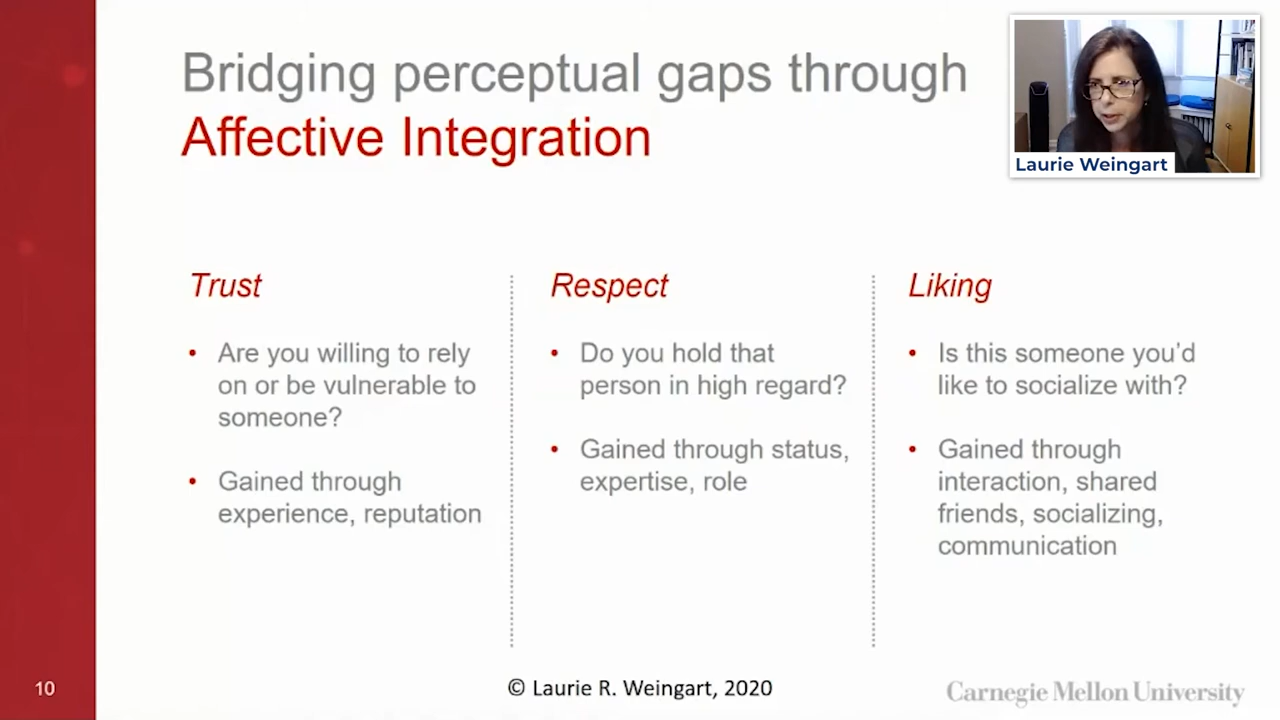 Bridging perceptual gaps through
Affective Integration
Laurie Weingart
Trust
• Are you willing to rely
on or be vulnerable to
someone?
• Gained through
experience, reputation
Respect
• Do you hold that
person in high regard?
• Gained through status,
expertise, role
Liking
• Is this someone you’d
like to socialize with?
• Gained through
interaction, shared
friends, socializing,
communication
10
© Laurie R. Weingart, 2020
Carnegie Mellon University